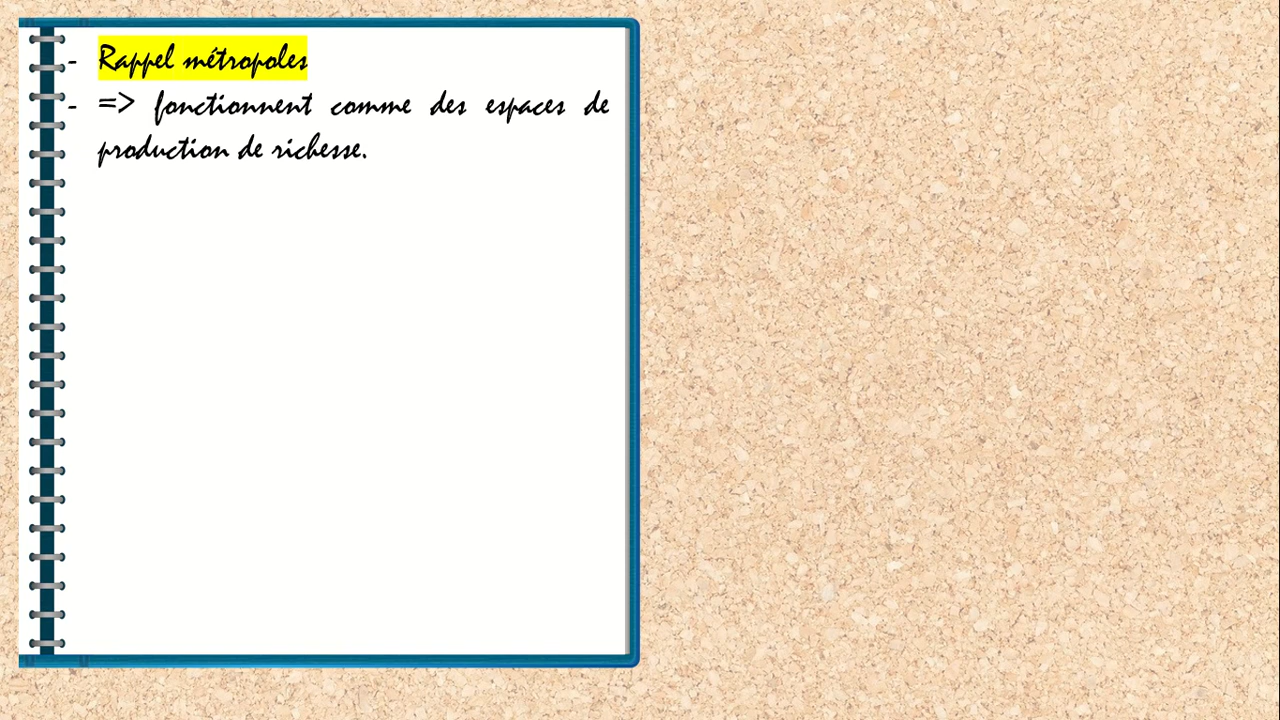 - Rappel métropoles
- => fonctionnent comme des espaces de
production de richesse.